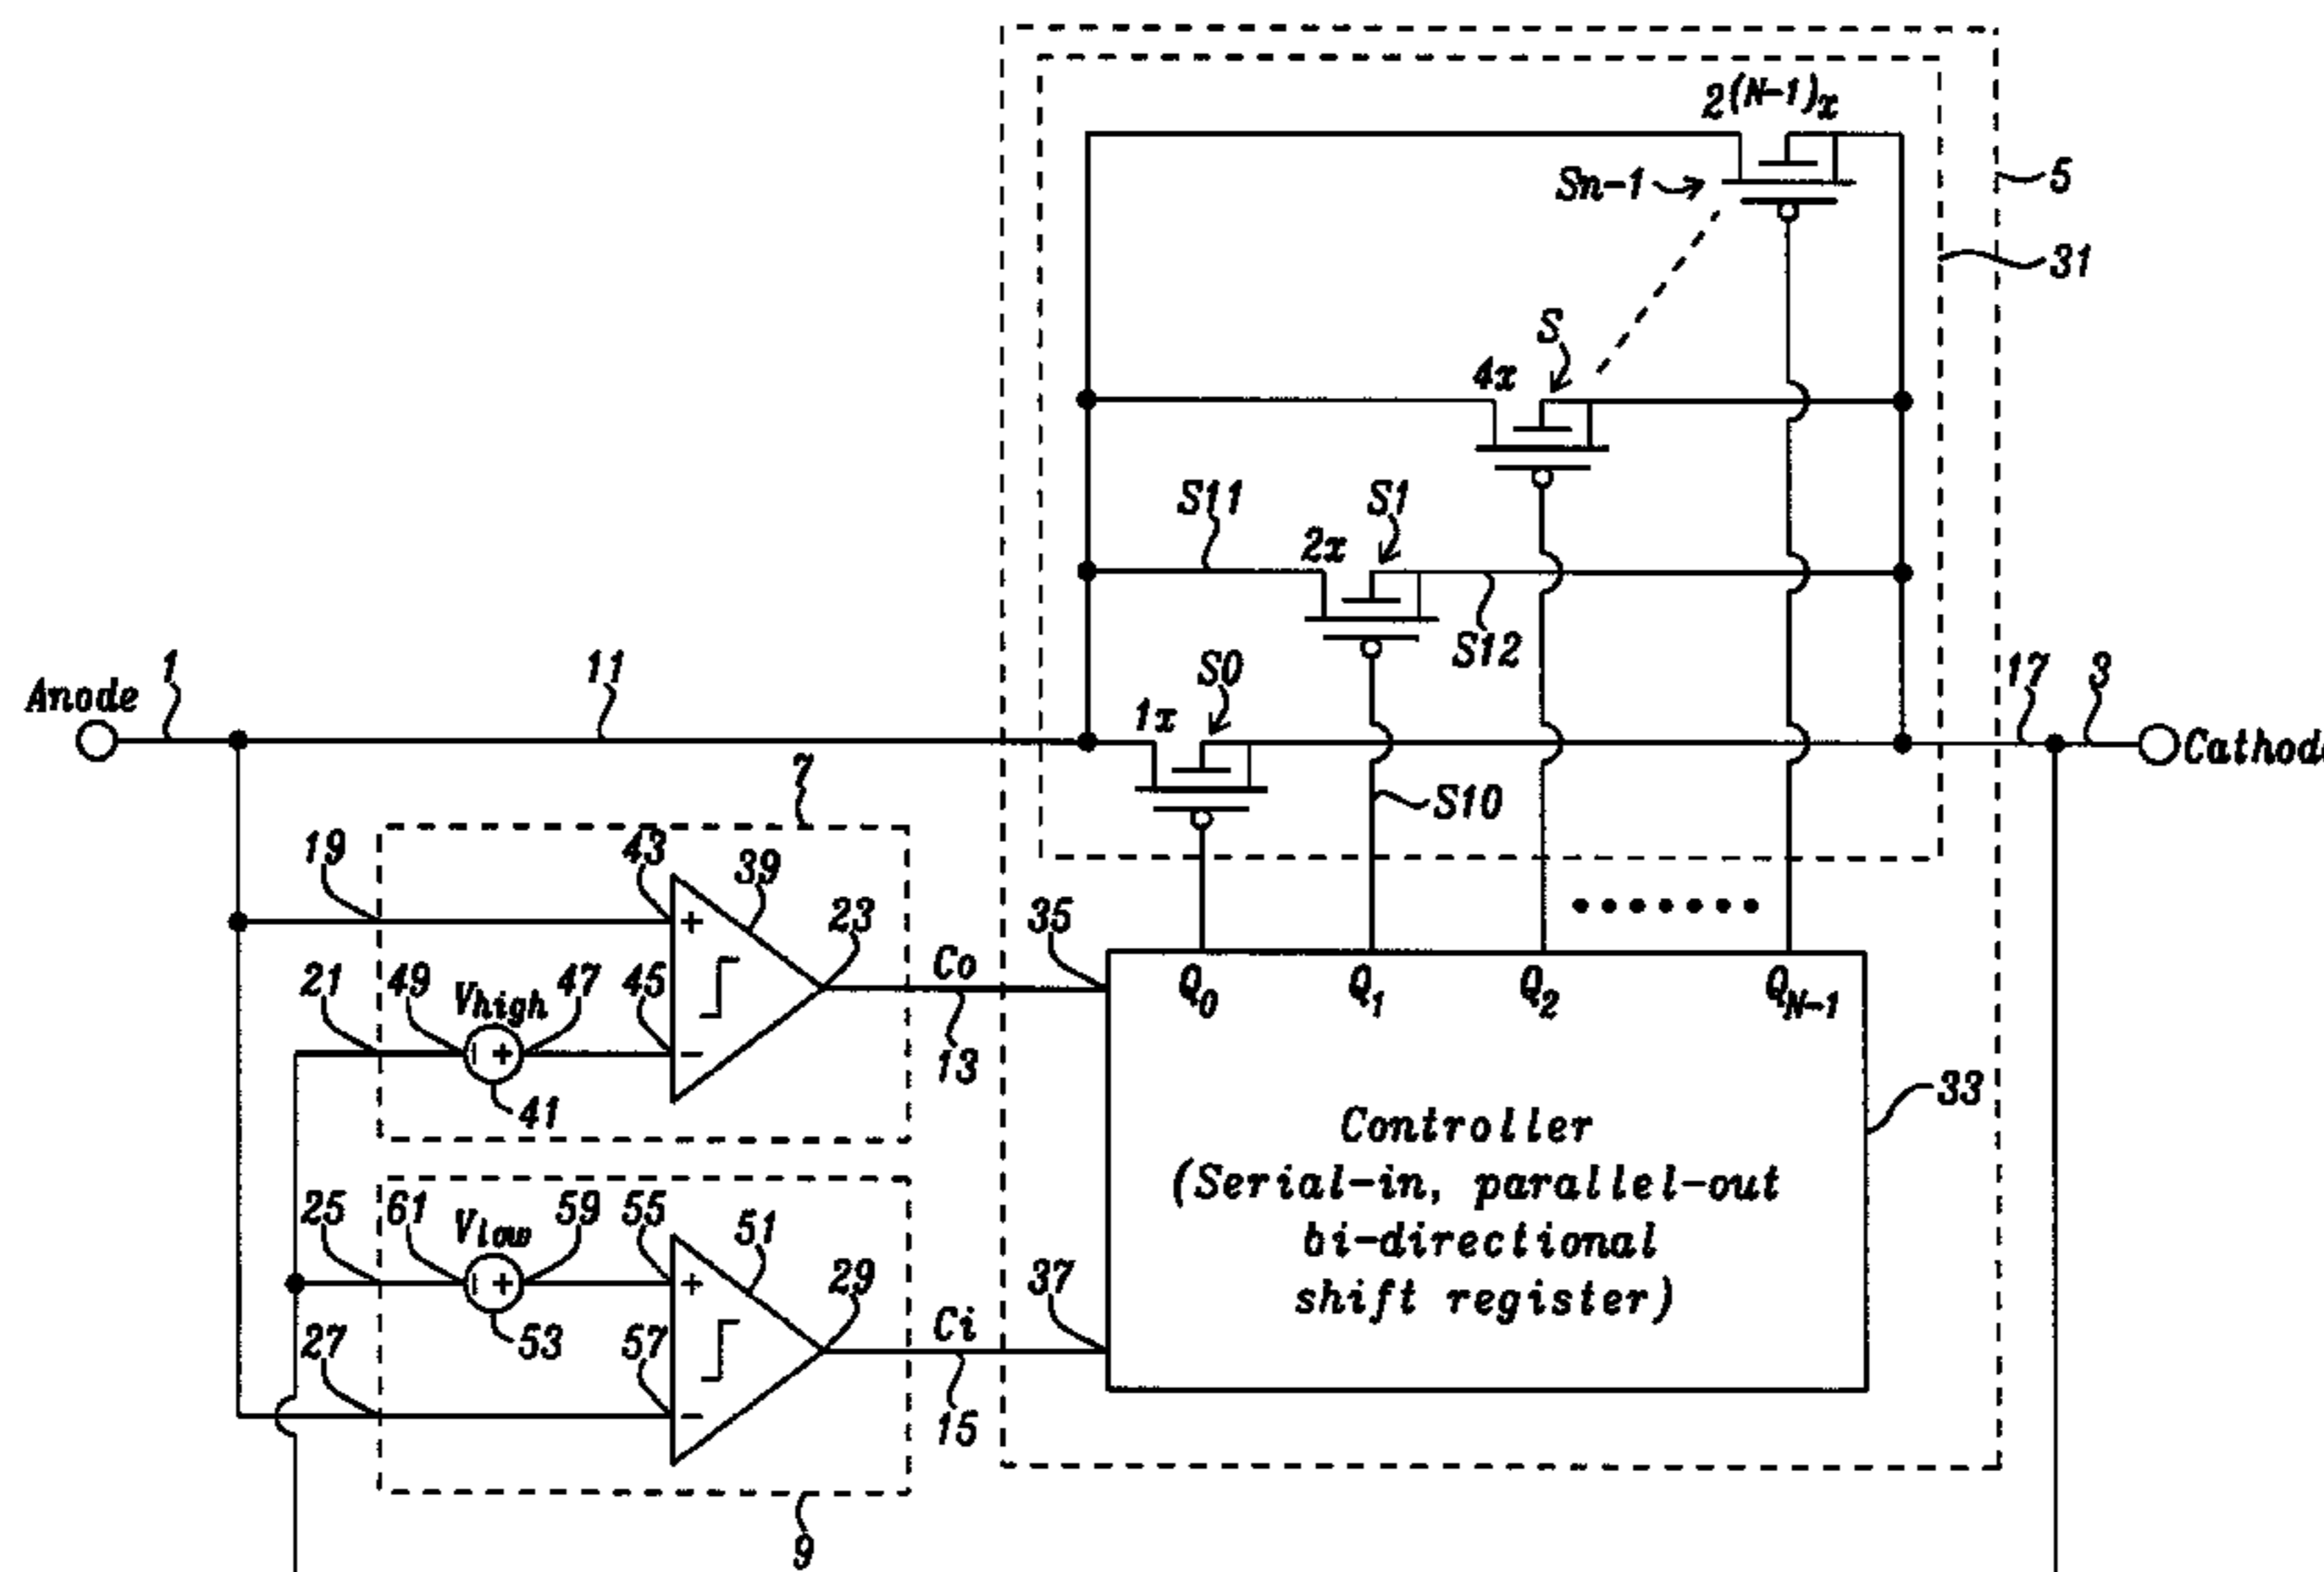 2(N-1)x
Sn-1
5
31
S
4x
S11
S1
2x
S12
Anode
1
11
S0
1x
17
3
Cathod
7
S10
19
43
39
23
35
Co
21
49
Vhigh
47
45
+
−
+
−
41
13
Q0
Q1
Q2
QN-1
33
Controller
(Serial-in, parallel-out
bi-directional
shift register)
25
61
Vlow
59
55
51
29
37
Ci
+
−
+
−
27
53
57
15
9